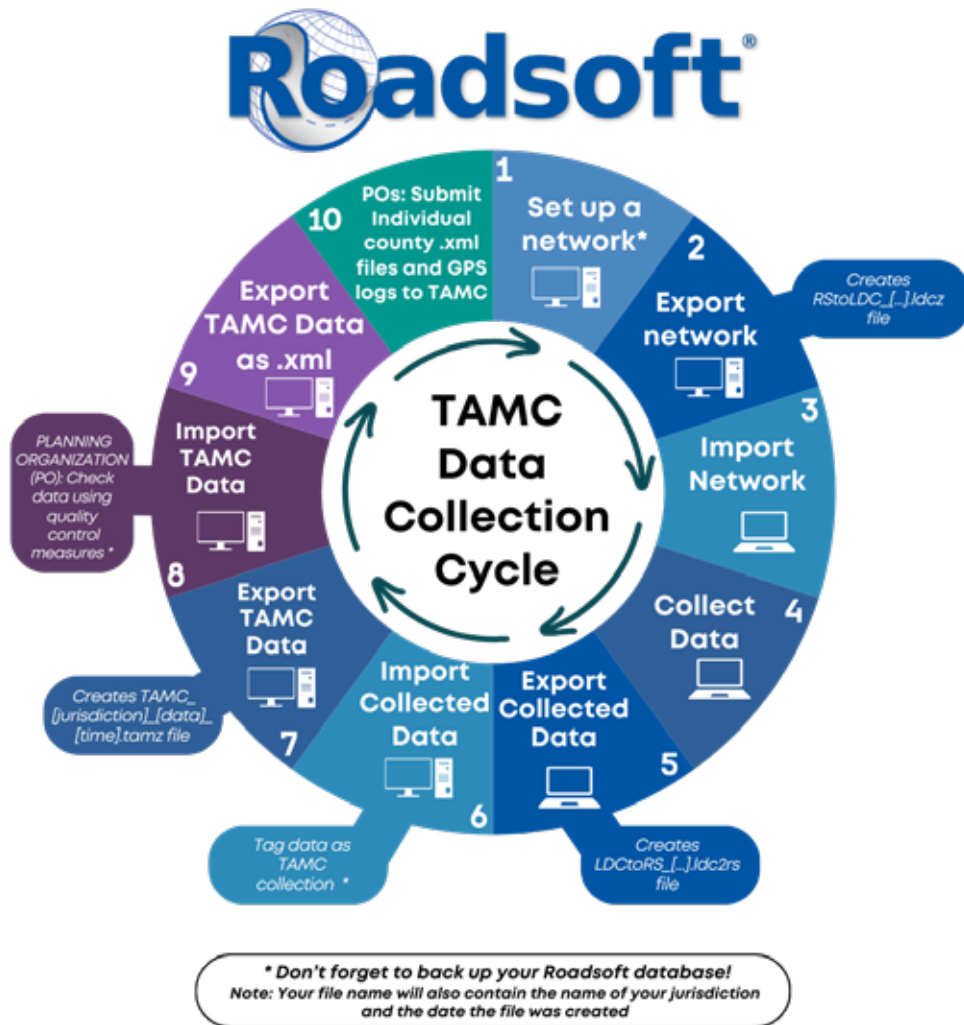 Roadsoft®
1
Set up a
network*
2
Export
network
Creates
RStoLDC_[...].ldcz
file
3
Import
Network
4
Collect
Data
5
Export
Collected
Data
Creates
LDCtoRS_[...].ldc2rs
file
6
Import
Collected
Data
Tag data as
TAMC
collection *
7
Export
TAMC
Data
Creates TAMC_
[jurisdiction]_[data]_
[time].tamz file
8
Import
TAMC
Data
PLANNING
ORGANIZATION
(PO): Check
data using
quality
control
measures *
9
Export
TAMC Data
as .xml
10
POs: Submit
Individual
county .xml
files and GPS
logs to TAMC
TAMC
Data
Collection
Cycle
* Don't forget to back up your Roadsoft database!
Note: Your file name will also contain the name of your jurisdiction
and the date the file was created